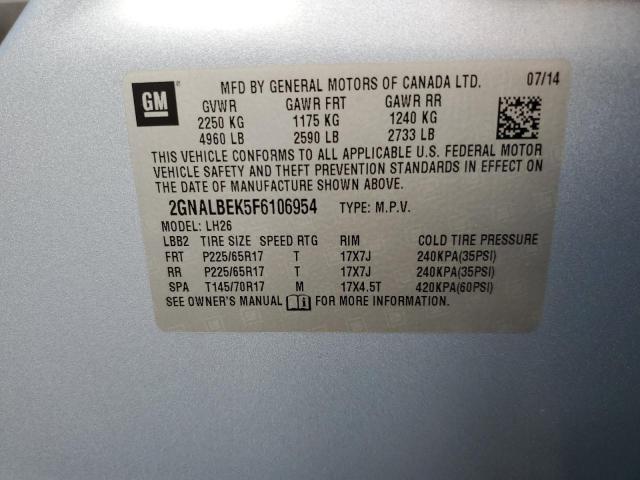 GM
MFD BY GENERAL MOTORS OF CANADA LTD. 07/14
GVWR GAWR FRT GAWR RR
2250 KG 1175 KG 1240 KG
4960 LB 2590 LB 2733 LB
THIS VEHICLE CONFORMS TO ALL APPLICABLE U.S. FEDERAL MOTOR
VEHICLE SAFETY AND THEFT PREVENTION STANDARDS IN EFFECT ON
THE DATE OF MANUFACTURE SHOWN ABOVE.
2GNALBEK5F6106954 TYPE: M.P.V.
MODEL: LH26
LBB2 TIRE SIZE SPEED RTG RIM COLD TIRE PRESSURE
FRT P225/65R17 T 17X7J 240KPA(35PSI)
RR P225/65R17 T 17X7J 240KPA(35PSI)
SPA T145/70R17 M 17X4.5T 420KPA(60PSI)
SEE OWNER'S MANUAL FOR MORE INFORMATION.